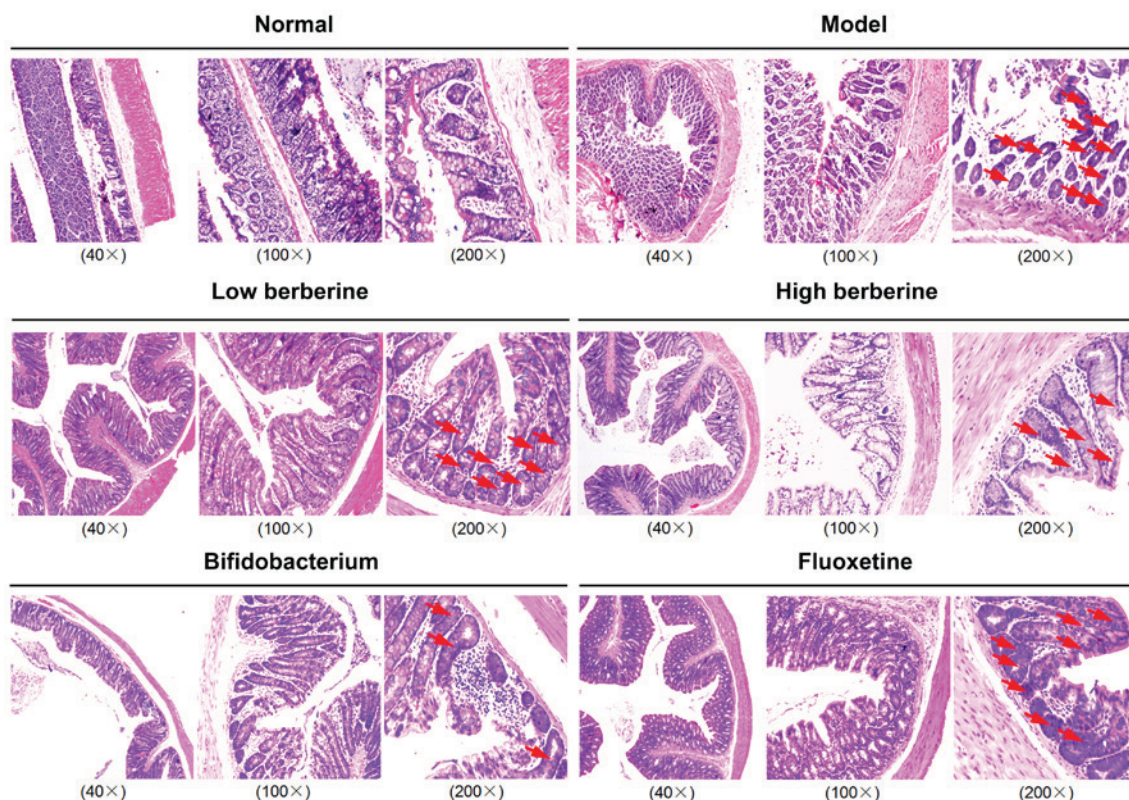 Normal Model
(40×) (100×) (200×) (40×) (100×) (200×)
Low berberine High berberine
(40×) (100×) (200×) (40×) (100×) (200×)
Bifidobacterium Fluoxetine
(40×) (100×) (200×) (40×) (100×) (200×)